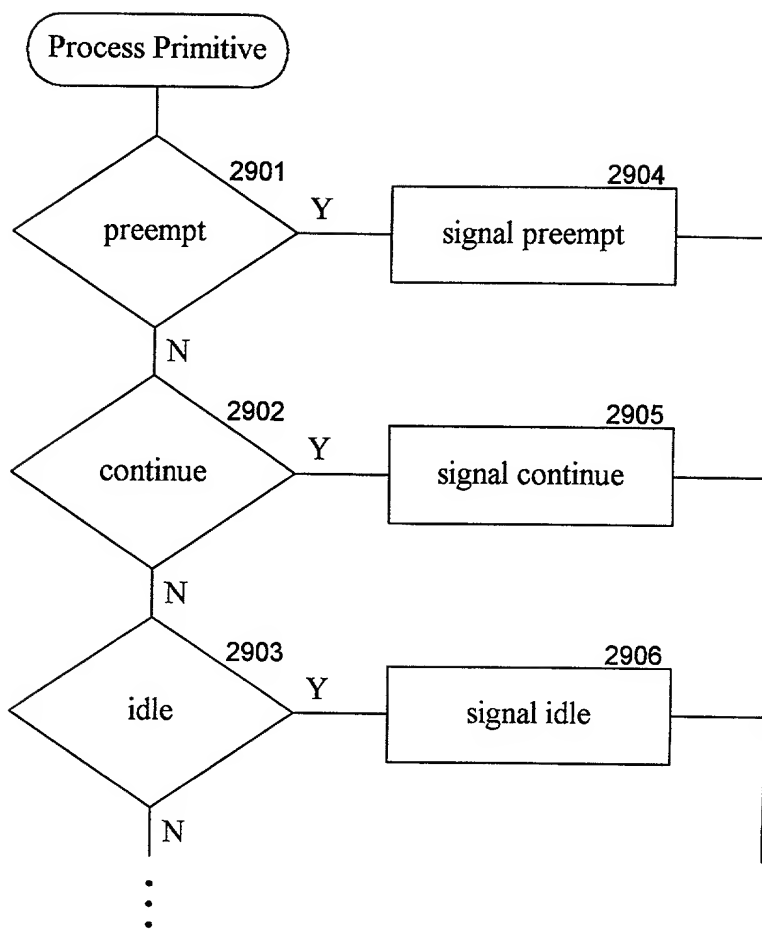 Process Primitive
2901
preempt
Y
2904
signal preempt
N
2902
continue
Y
2905
signal continue
N
2903
idle
Y
2906
signal idle
N